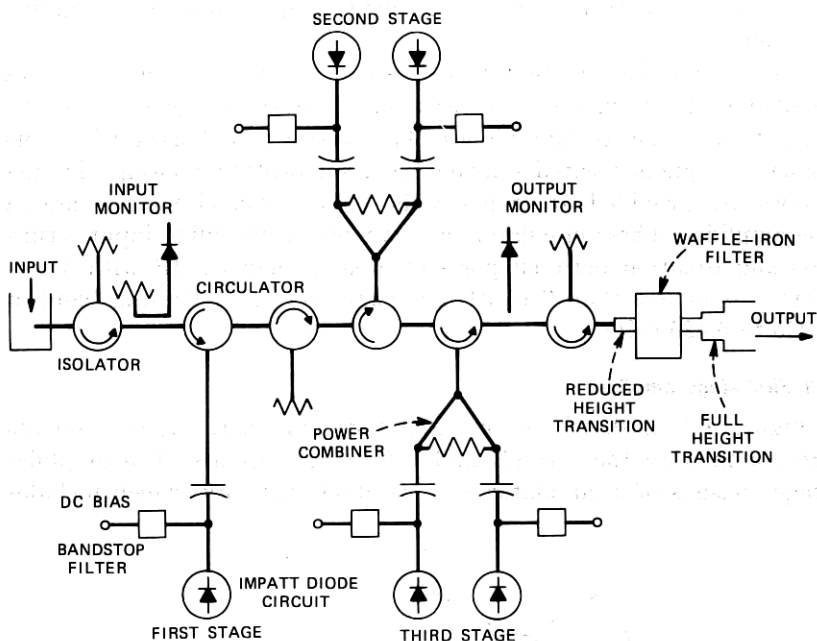 SECOND STAGE
INPUT
MONITOR
OUTPUT
MONITOR
WAFFLE-IRON
FILTER
INPUT
CIRCULATOR
OUTPUT
ISOLATOR
REDUCED
HEIGHT
TRANSITION
FULL
HEIGHT
TRANSITION
POWER
COMBINER
DC BIAS
BANDSTOP
FILTER
IMPATT DIODE
CIRCUIT
FIRST STAGE
THIRD STAGE